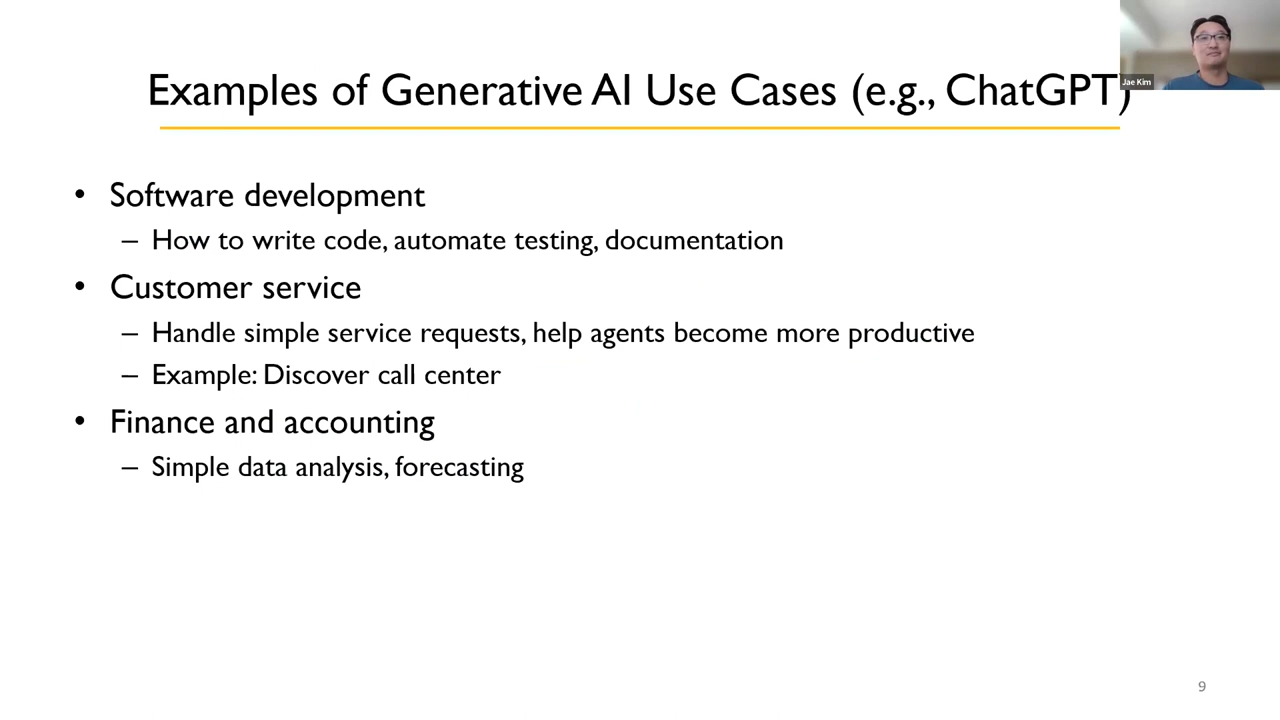 Examples of Generative AI Use Cases (e.g., ChatGPT)
Jae Kim
• Software development
– How to write code, automate testing, documentation
• Customer service
– Handle simple service requests, help agents become more productive
– Example: Discover call center
• Finance and accounting
– Simple data analysis, forecasting
9